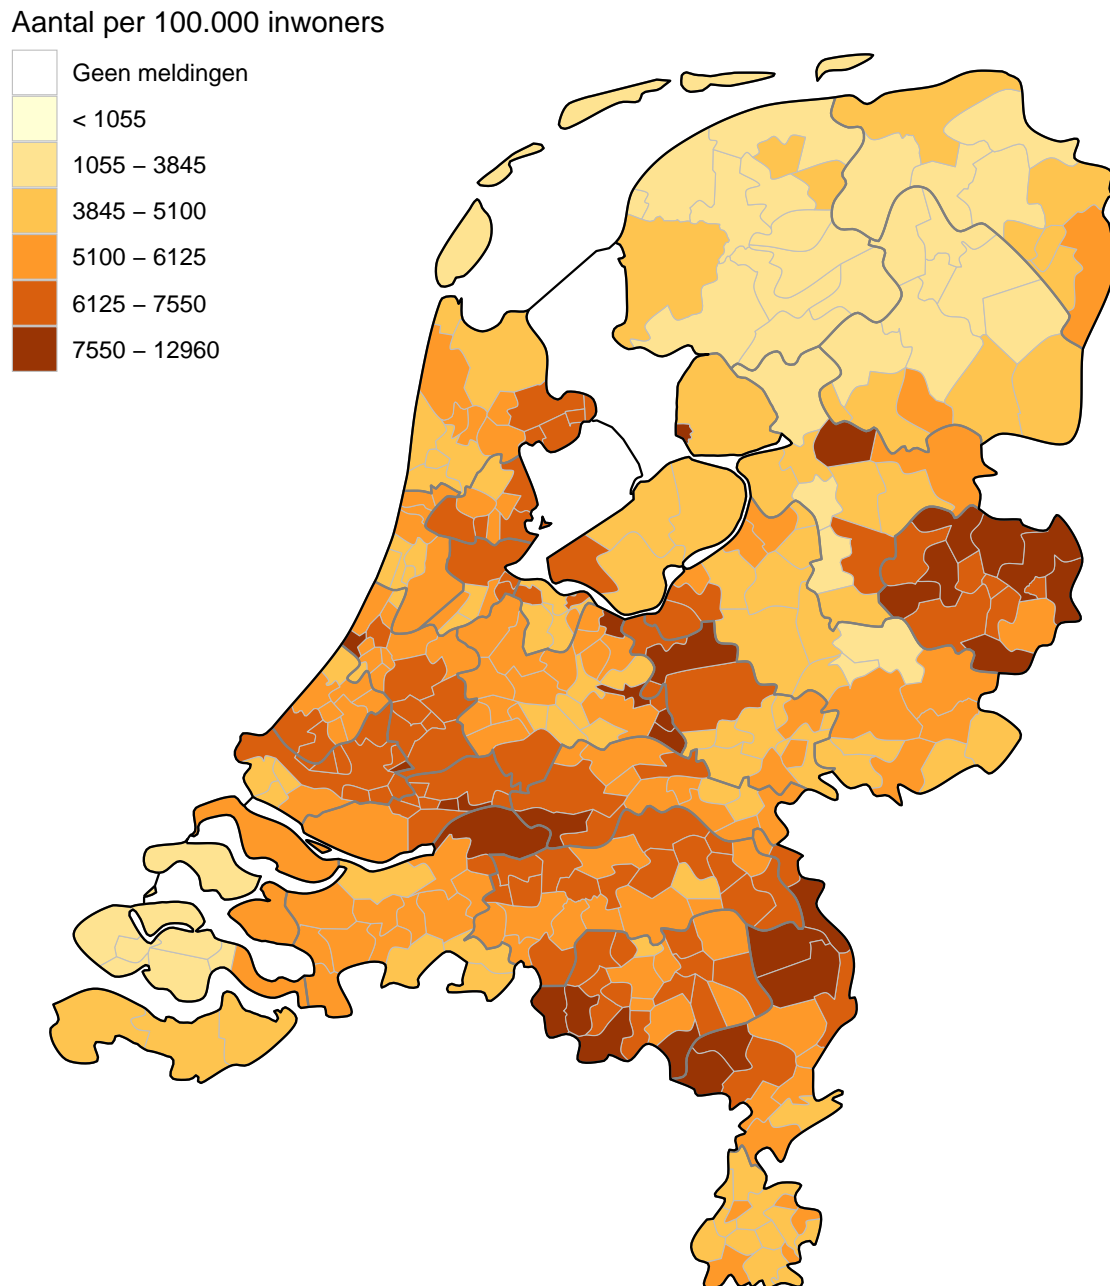 Aantal per 100.000 inwoners
Geen meldingen
< 1055
1055 – 3845
3845 – 5100
5100 – 6125
6125 – 7550
7550 – 12960